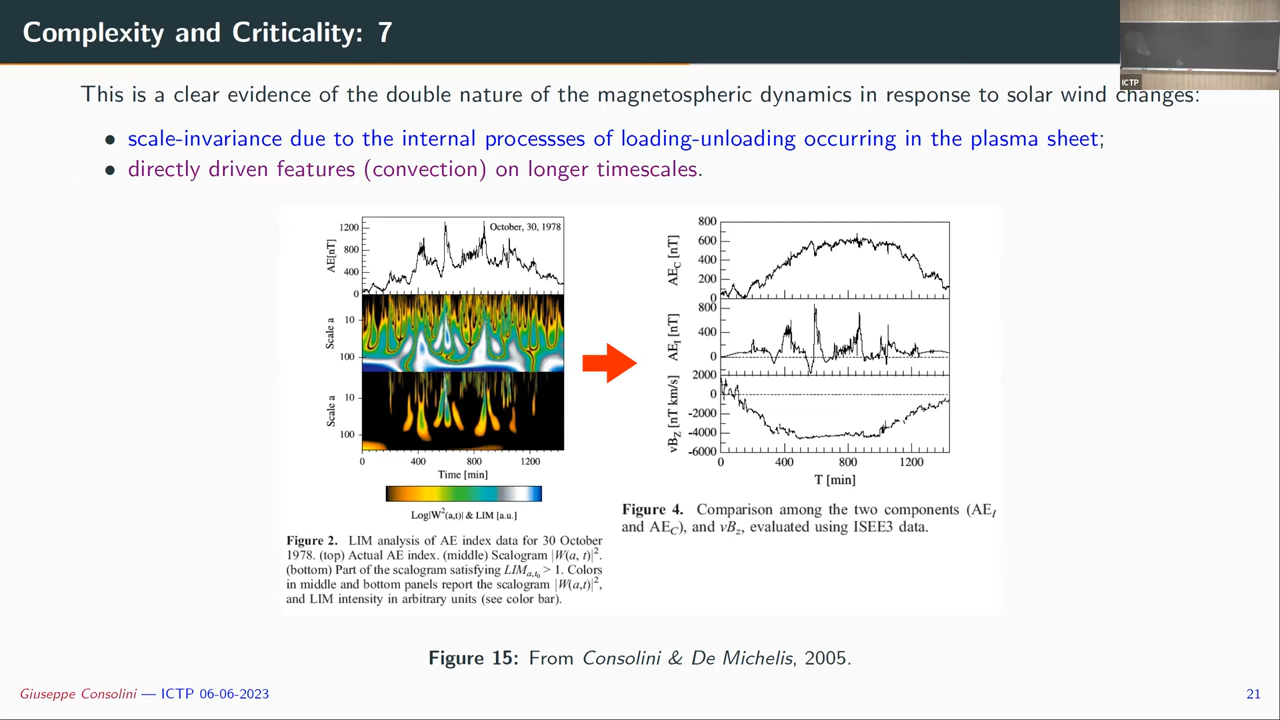 Complexity and Criticality: 7
ICTP
This is a clear evidence of the double nature of the magnetospheric dynamics in response to solar wind changes:
• scale-invariance due to the internal processses of loading-unloading occurring in the plasma sheet;
• directly driven features (convection) on longer timescales.
October, 30, 1978
AE[nT]
1200
800
400
0
Scale a
10
100
Scale a
10
100
0 400 800 1200
Time [min]
Log|W²(a,t)| & LIM [a.u.]
Figure 2. LIM analysis of AE index data for 30 October
1978. (top) Actual AE index. (middle) Scalogram |W(a, t)|².
(bottom) Part of the scalogram satisfying LIMa,t₀ > 1. Colors
in middle and bottom panels report the scalogram |W(a,t)|²,
and LIM intensity in arbitrary units (see color bar).
AEC [nT]
800
600
400
200
0
AEI [nT]
800
400
0
vBZ [nT km/s]
2000
0
-2000
-4000
-6000
0 400 800 1200
T [min]
Figure 4. Comparison among the two components (AEI
and AEC), and vBz, evaluated using ISEE3 data.
Figure 15: From Consolini & De Michelis, 2005.
Giuseppe Consolini — ICTP 06-06-2023
21